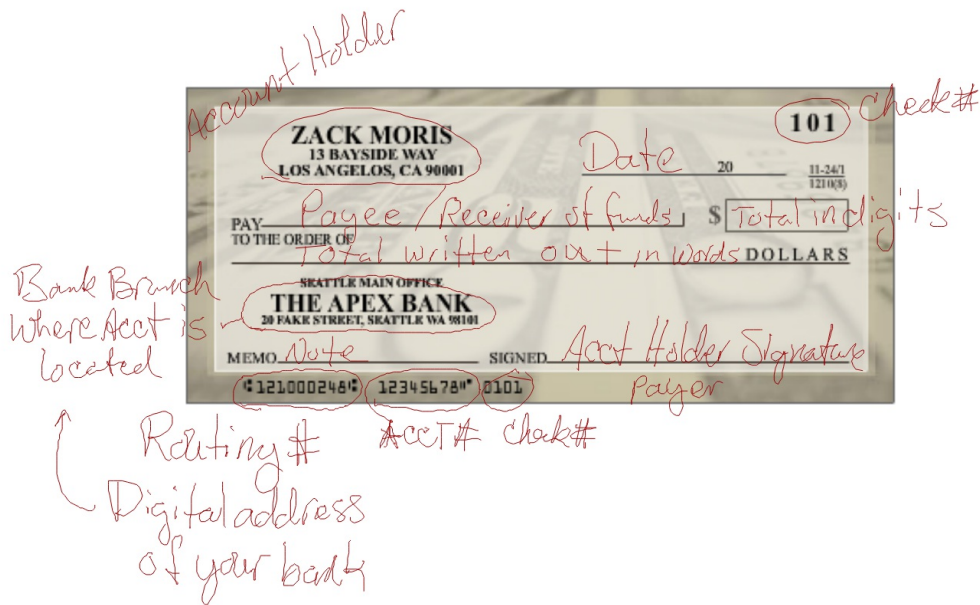 Account Holder
ZACK MORIS
13 BAYSIDE WAY
LOS ANGELOS, CA 90001
101
Check#
Date
20
11-24/1
1210(8)
PAY
TO THE ORDER OF
Payee / Receiver of funds
$ Total in digits
Total written out in words DOLLARS
Bank Branch
Where Acct is
located
SEATTLE MAIN OFFICE
THE APEX BANK
20 FAKE STREET, SEATTLE WA 98101
MEMO Note
SIGNED Acct Holder Signature
Payer
⑆121000248⑆ 12345678⑈ 0101
Routing # AccT# Check#
Digital address
of your bank